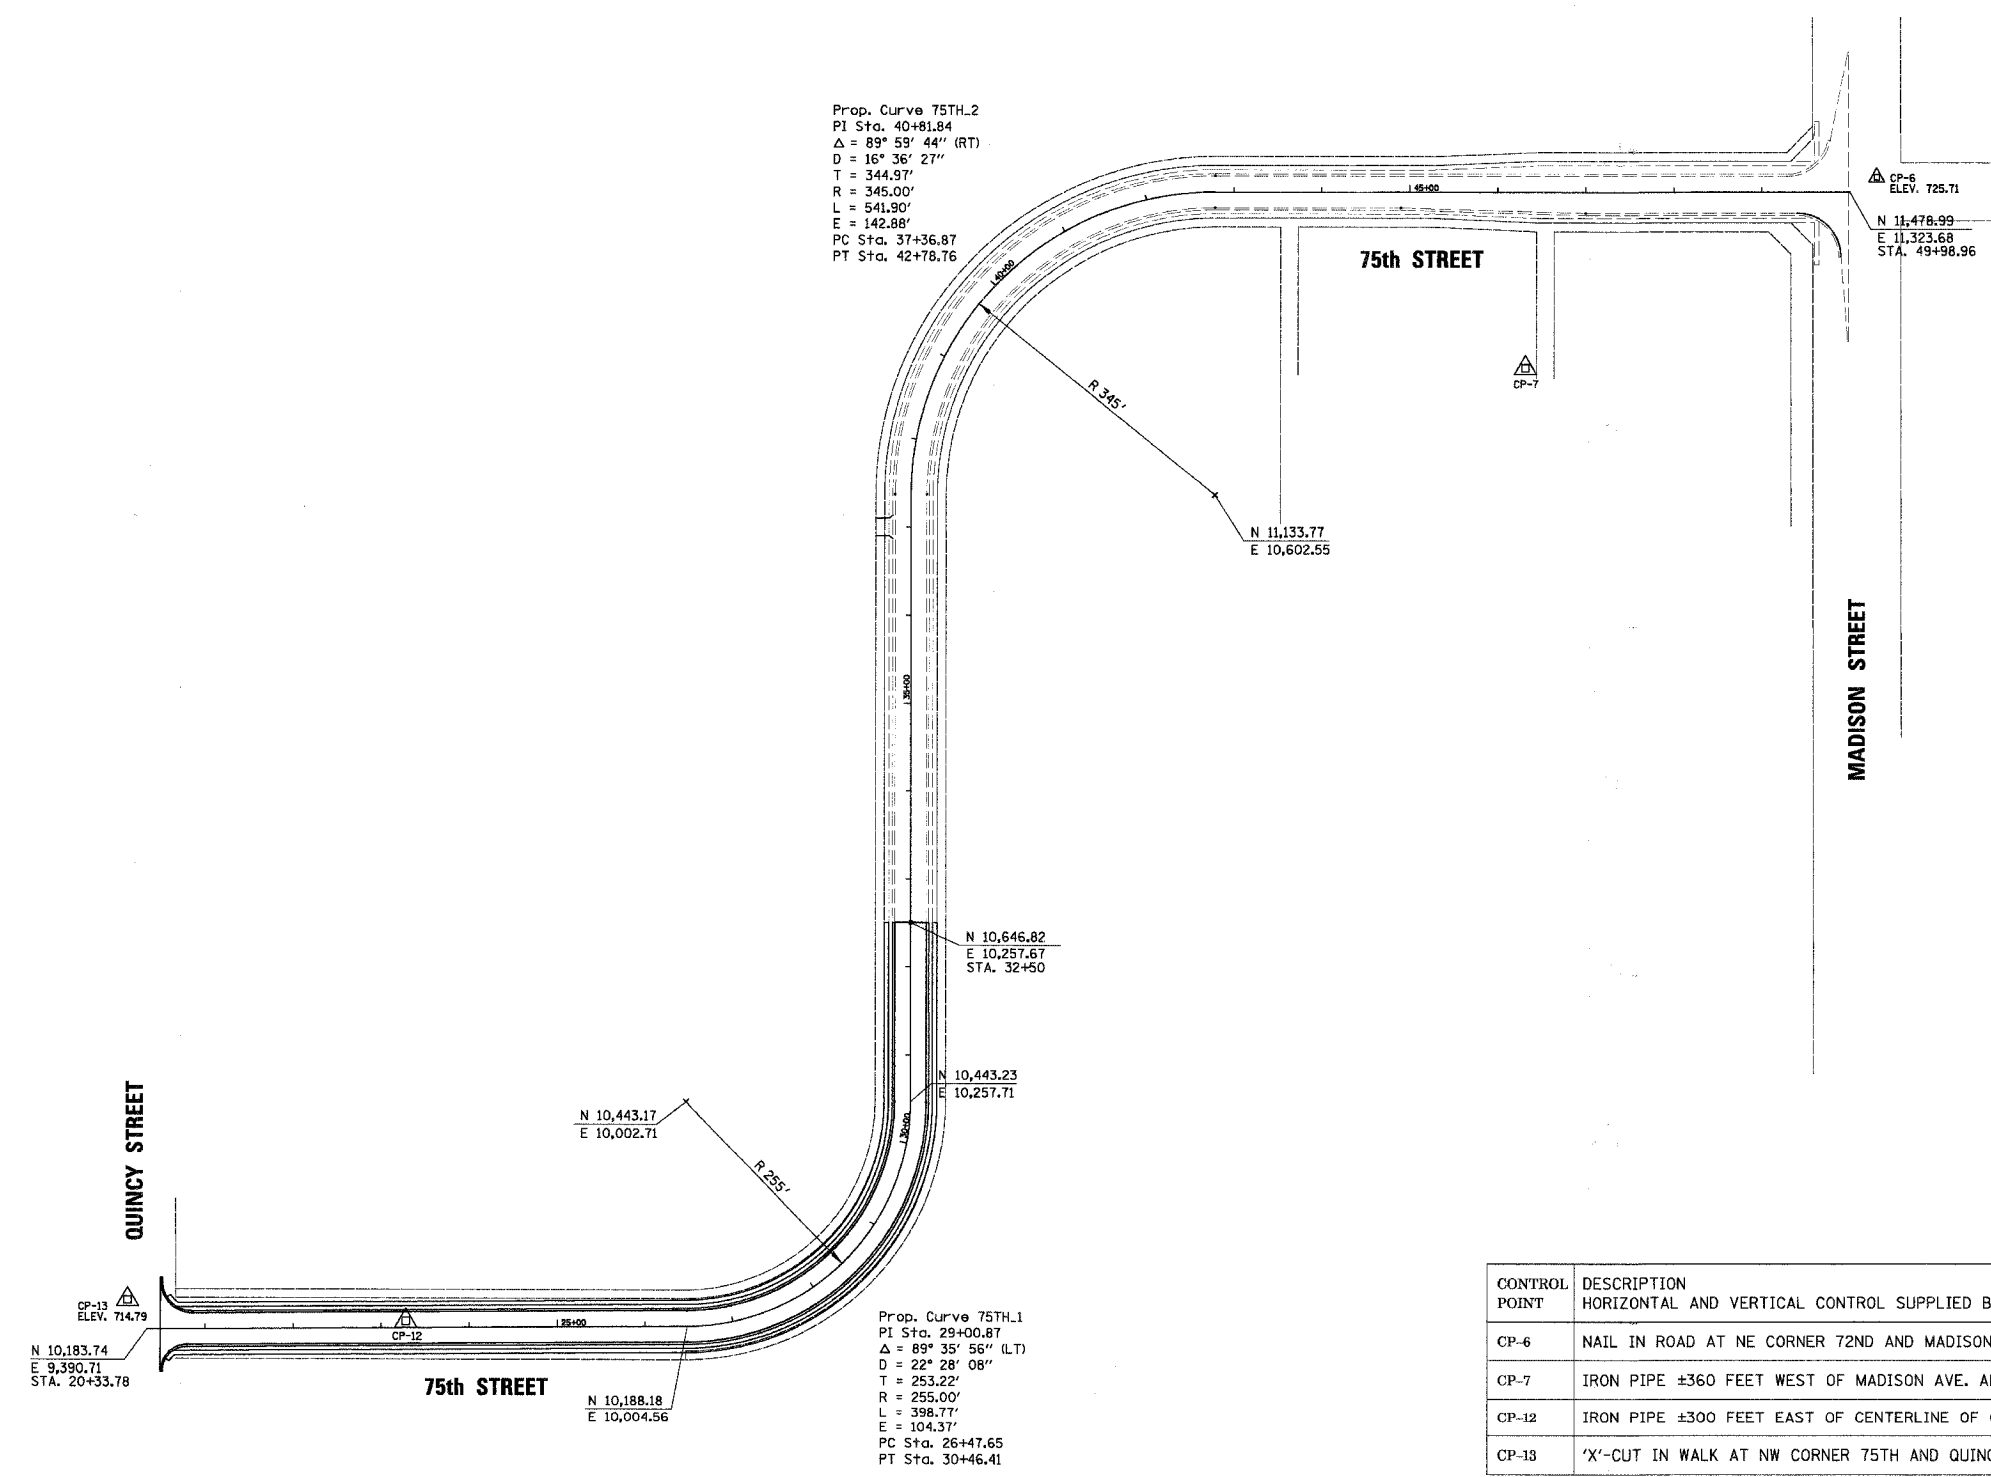 Prop. Curve 75TH_2
PI Sta. 40+81.84
Δ = 89° 59' 44" (RT)
D = 16° 36' 27"
T = 344.97'
R = 345.00'
L = 541.90'
E = 142.88'
PC Sta. 37+36.87
PT Sta. 42+78.76
45+00
CP-6
ELEV. 725.71
N 11,478.99
E 11,323.68
STA. 49+98.96
75th STREET
40+00
CP-7
R 345'
N 11,133.77
E 10,602.55
MADISON STREET
35+00
N 10,646.82
E 10,257.67
STA. 32+50
N 10,443.23
E 10,257.71
N 10,443.17
E 10,002.71
30+00
R 255'
QUINCY STREET
CP-13
ELEV. 714.79
CP-12
25+00
N 10,183.74
E 9,390.71
STA. 20+33.78
75th STREET
N 10,188.18
E 10,004.56
Prop. Curve 75TH_1
PI Sta. 29+00.87
Δ = 89° 35' 56" (LT)
D = 22° 28' 08"
T = 253.22'
R = 255.00'
L = 398.77'
E = 104.37'
PC Sta. 26+47.65
PT Sta. 30+46.41
CONTROL POINT
DESCRIPTION
HORIZONTAL AND VERTICAL CONTROL SUPPLIED B
CP-6 NAIL IN ROAD AT NE CORNER 72ND AND MADISON
CP-7 IRON PIPE ±360 FEET WEST OF MADISON AVE.
CP-12 IRON PIPE ±300 FEET EAST OF CENTERLINE OF
CP-13 'X'-CUT IN WALK AT NW CORNER 75TH AND QUINC